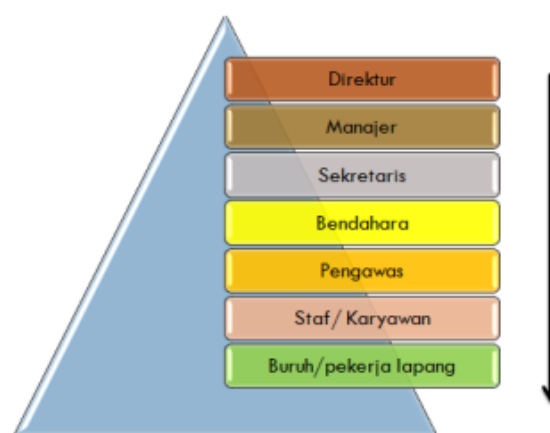 Direktur
Manajer
Sekretaris
Bendahara
Pengawas
Staf/ Karyawan
Buruh/pekerja lapang